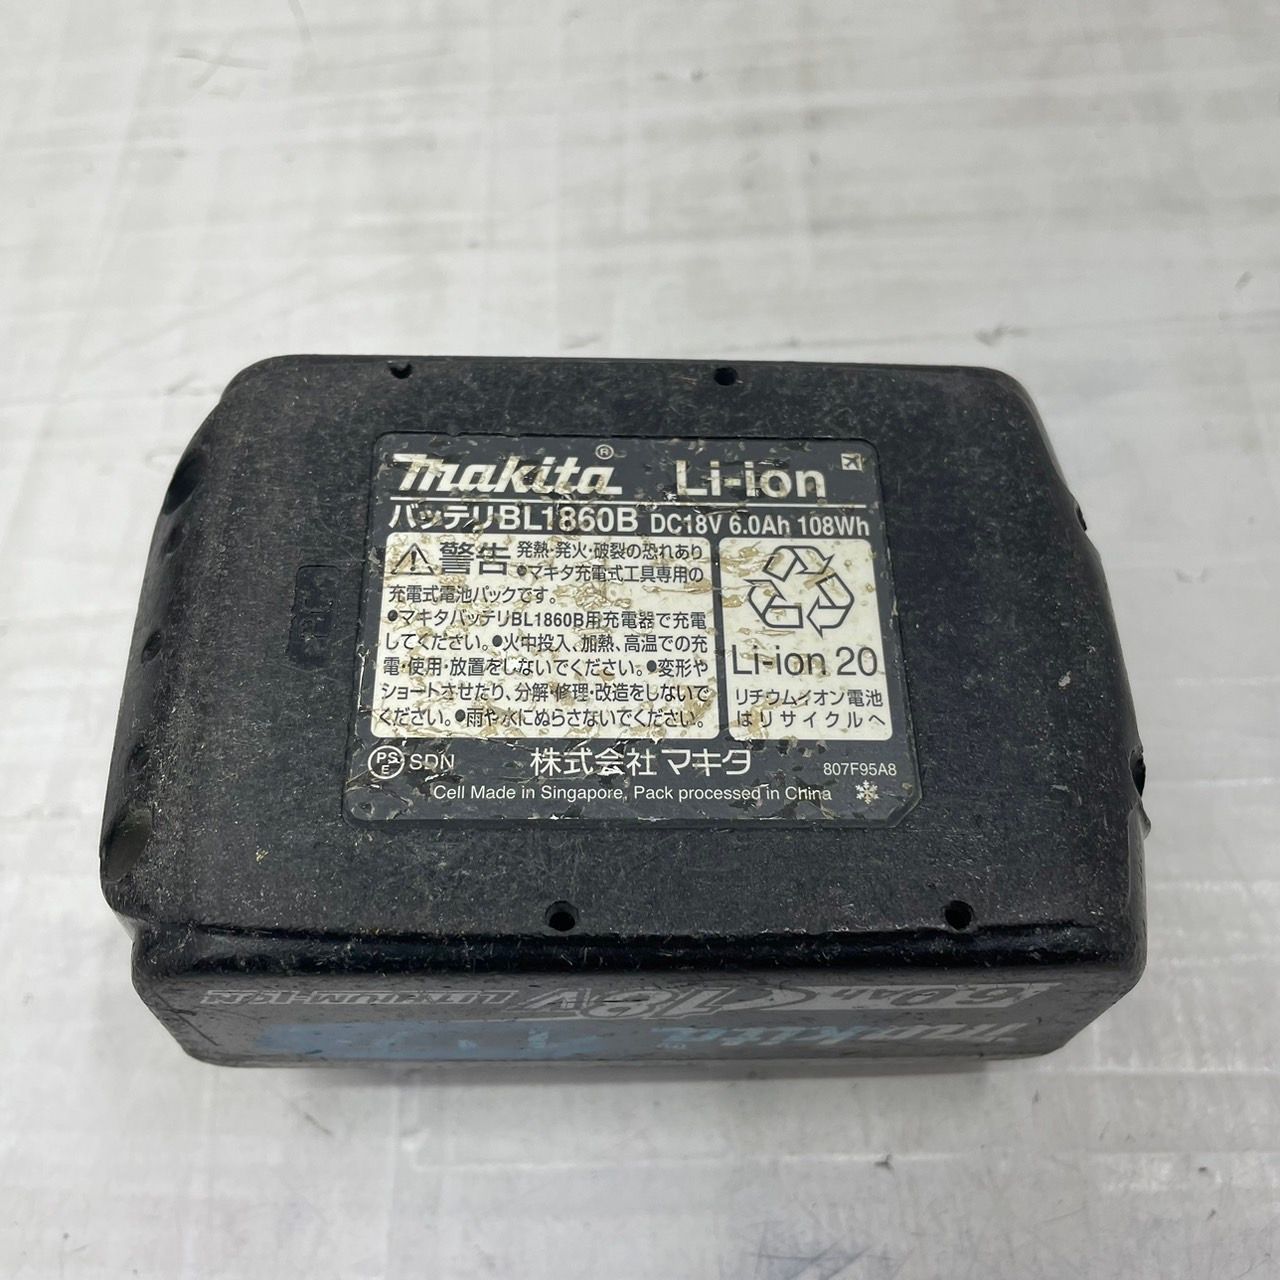 makita® Li-ion
バッテリBL1860B DC18V 6.0Ah 108Wh
警告 発熱・発火・破裂の恐れあり
●マキタ充電式工具専用の
充電式電池パックです。
●マキタバッテリBL1860B用充電器で充電
してください。●火中投入、加熱、高温での充
電・使用・放置をしないでください。●変形や
ショートさせたり、分解・修理・改造をしないで
ください。●雨や水にぬらさないでください。
Li-ion 20
リチウムイオン電池
はリサイクルへ
PS
E SDN 株式会社マキタ 807F95A8
Cell Made in Singapore, Pack processed in China
6.0Ah 18V LITHIUM-ION
makita